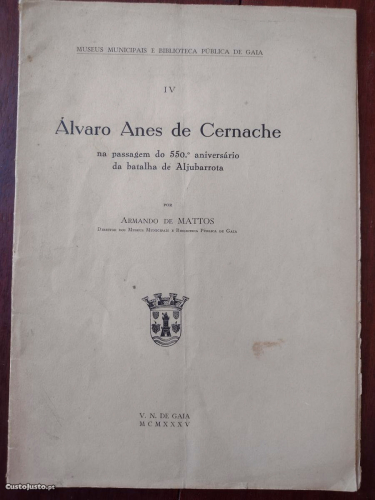 MUSEUS MUNICIPAIS E BIBLIOTECA PÚBLICA DE GAIA
IV
Álvaro Anes de Cernache
na passagem do 550.º aniversário
da batalha de Aljubarrota
POR
ARMANDO DE MATTOS
DIRECTOR DOS MUSEUS MUNICIPAIS E BIBLIOTECA PÚBLICA DE GAIA
V. N. DE GAIA
MCMXXXV
CustoJusto.pt